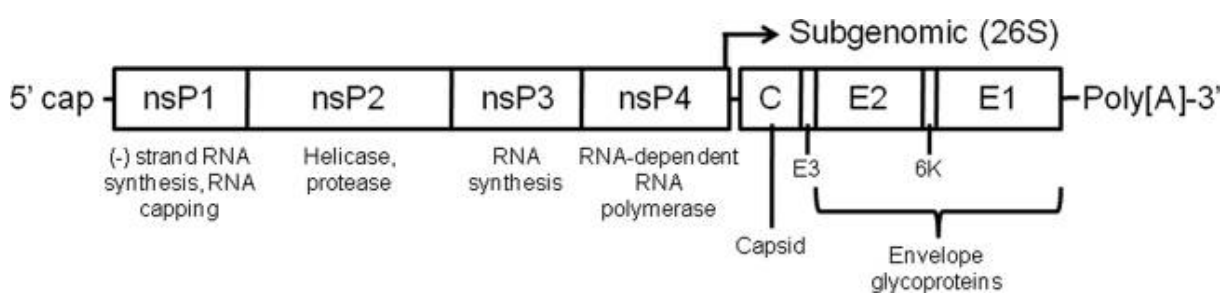 Subgenomic (26S)
5' cap nsP1 nsP2 nsP3 nsP4 C E2 E1 Poly[A]-3'
(-) strand RNA
synthesis, RNA
capping
Helicase,
protease
RNA
synthesis
RNA-dependent
RNA
polymerase
E3
6K
Capsid
Envelope
glycoproteins